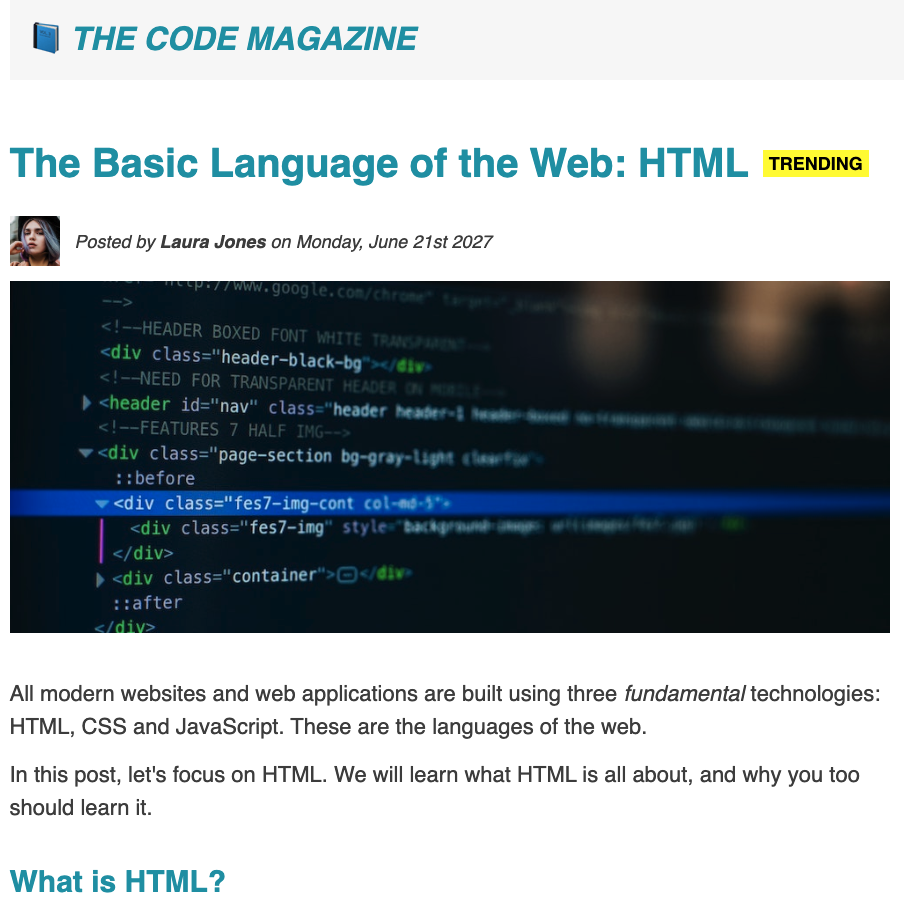 📘 THE CODE MAGAZINE
The Basic Language of the Web: HTML TRENDING
Posted by Laura Jones on Monday, June 21st 2027
http://www.google.com/chrome"
-->
<!--HEADER BOXED FONT WHITE TRANSPARENT--
<div class="header-black-bg"></div>
<!--NEED FOR TRANSPARENT HEADER ON MOBILE--
<header id="nav" class="header header-1
<!--FEATURES 7 HALF IMG-->
<div class="page-section bg-gray-light clearfix"
::before
<div class="fes7-img-cont col-md-5"
<div class="fes7-img" style="
</div>
<div class="container"></div>
::after
</div>
All modern websites and web applications are built using three fundamental technologies:
HTML, CSS and JavaScript. These are the languages of the web.
In this post, let's focus on HTML. We will learn what HTML is all about, and why you too
should learn it.
What is HTML?